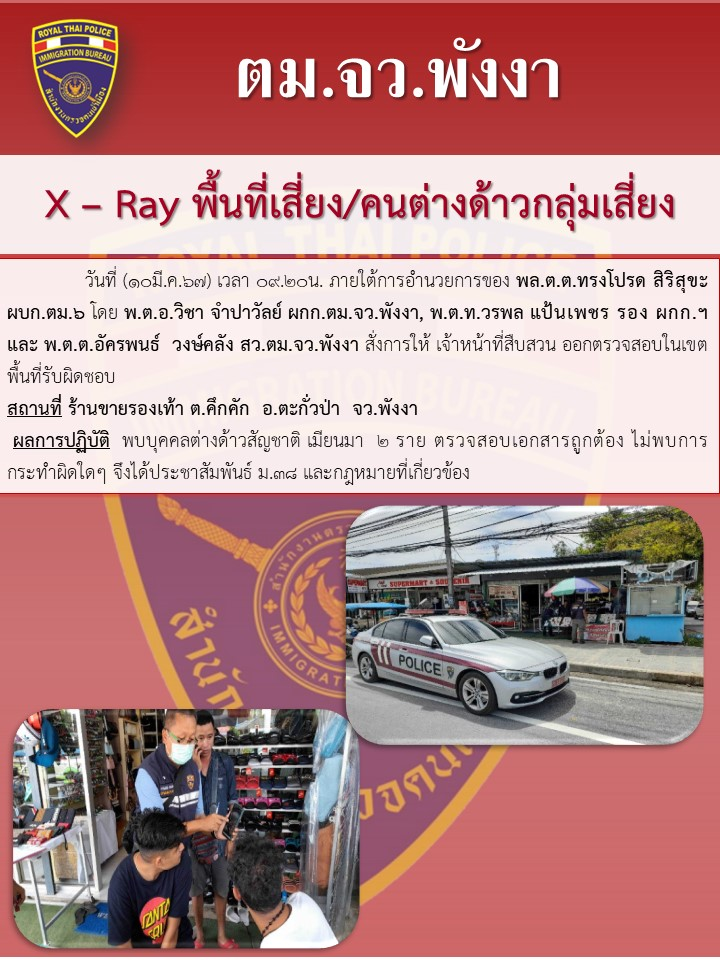 ROYAL THAI POLICE
IMMIGRATION BUREAU
สำนักงานตรวจคนเข้าเมือง
ตม.จว.พังงา
X – Ray พื้นที่เสี่ยง/คนต่างด้าวกลุ่มเสี่ยง
วันที่ (๑๐มี.ค.๖๗) เวลา ๐๙.๒๐น. ภายใต้การอำนวยการของ พล.ต.ต.ทรงโปรด สิริสุขะ
ผบก.ตม.๖ โดย พ.ต.อ.วิชา จำปาวัลย์ ผกก.ตม.จว.พังงา, พ.ต.ท.วรพล แป้นเพชร รอง ผกก.ฯ
และ พ.ต.ต.อัครพนธ์ วงษ์คลัง สว.ตม.จว.พังงา สั่งการให้ เจ้าหน้าที่สืบสวน ออกตรวจสอบในเขต
พื้นที่รับผิดชอบ
สถานที่ ร้านขายรองเท้า ต.คึกคัก อ.ตะกั่วป่า จว.พังงา
ผลการปฏิบัติ พบบุคคลต่างด้าวสัญชาติ เมียนมา ๒ ราย ตรวจสอบเอกสารถูกต้อง ไม่พบการ
กระทำผิดใดๆ จึงได้ประชาสัมพันธ์ ม.๓๘ และกฎหมายที่เกี่ยวข้อง
SUPERMART & SOUVENIR
POLICE